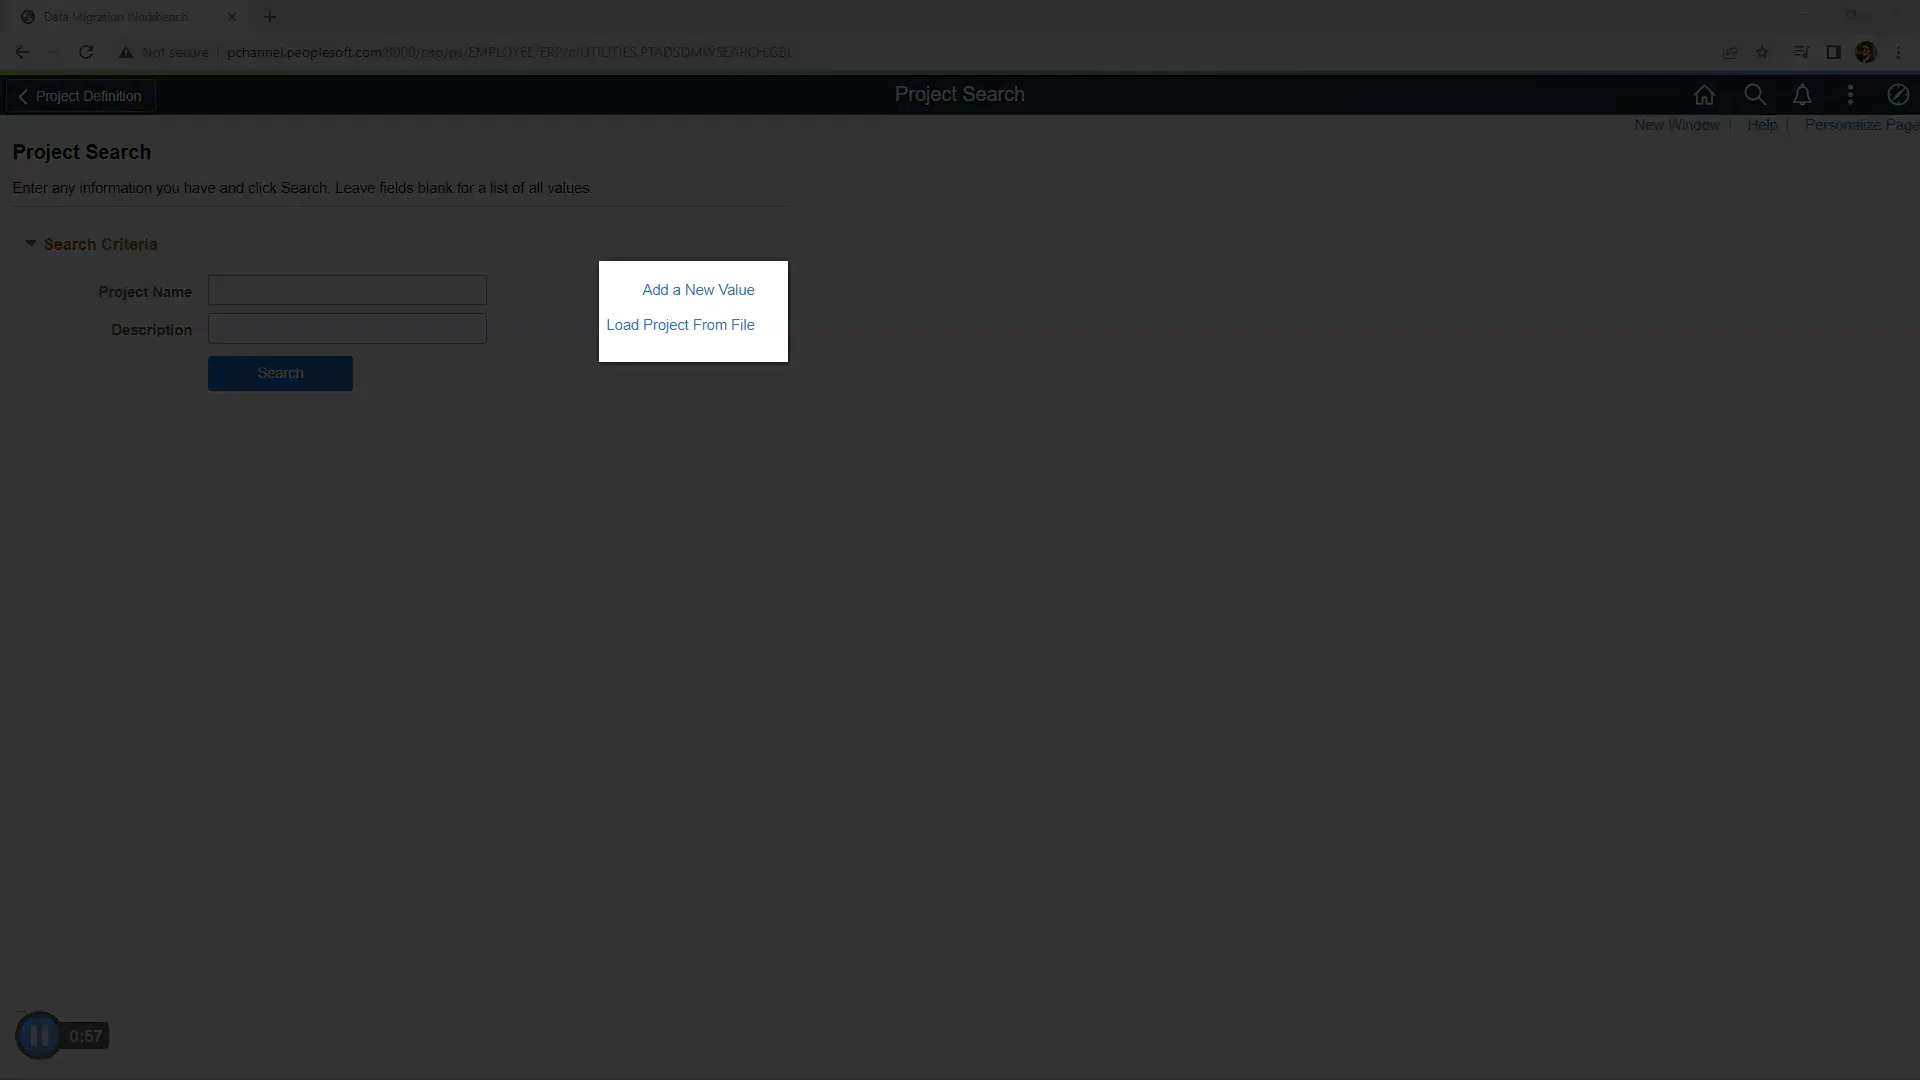 Data Migration Workbench
Not secure pchannel.peoplesoft.com:8000/psp/ps/EMPLOYEE/ERP/c/UTILITIES.PTADSDMWSEARCH.GBL
Project Definition
Project Search
New Window | Help | Personalize Page
Project Search
Enter any information you have and click Search. Leave fields blank for a list of all values.
Search Criteria
Project Name
Add a New Value
Description
Load Project From File
Search
0:57